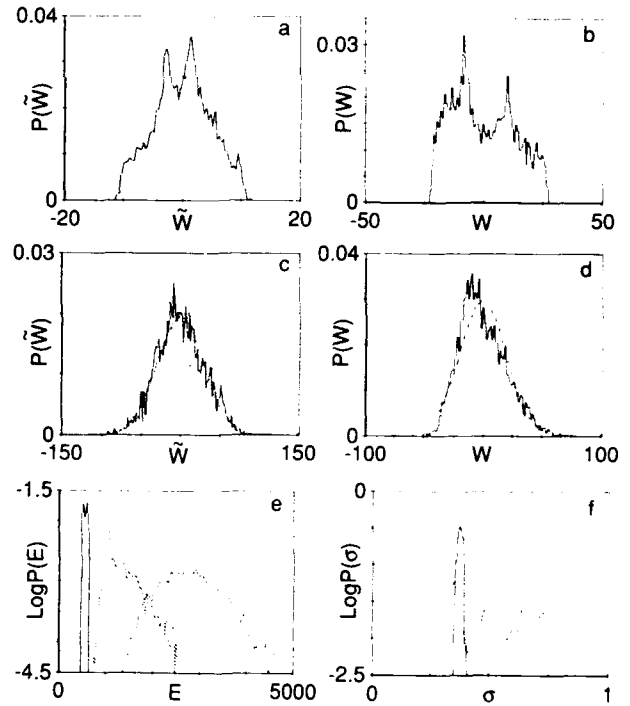 0.04
a
P(W̃)
0
-20
W̃
20
0.03
b
P(W)
0
-50
W
50
0.03
c
P(W̃)
0
-150
W̃
150
0.04
d
P(W)
0
-100
W
100
-1.5
e
LogP(E)
-4.5
0
E
5000
0
f
LogP(σ)
-2.5
0
σ
1